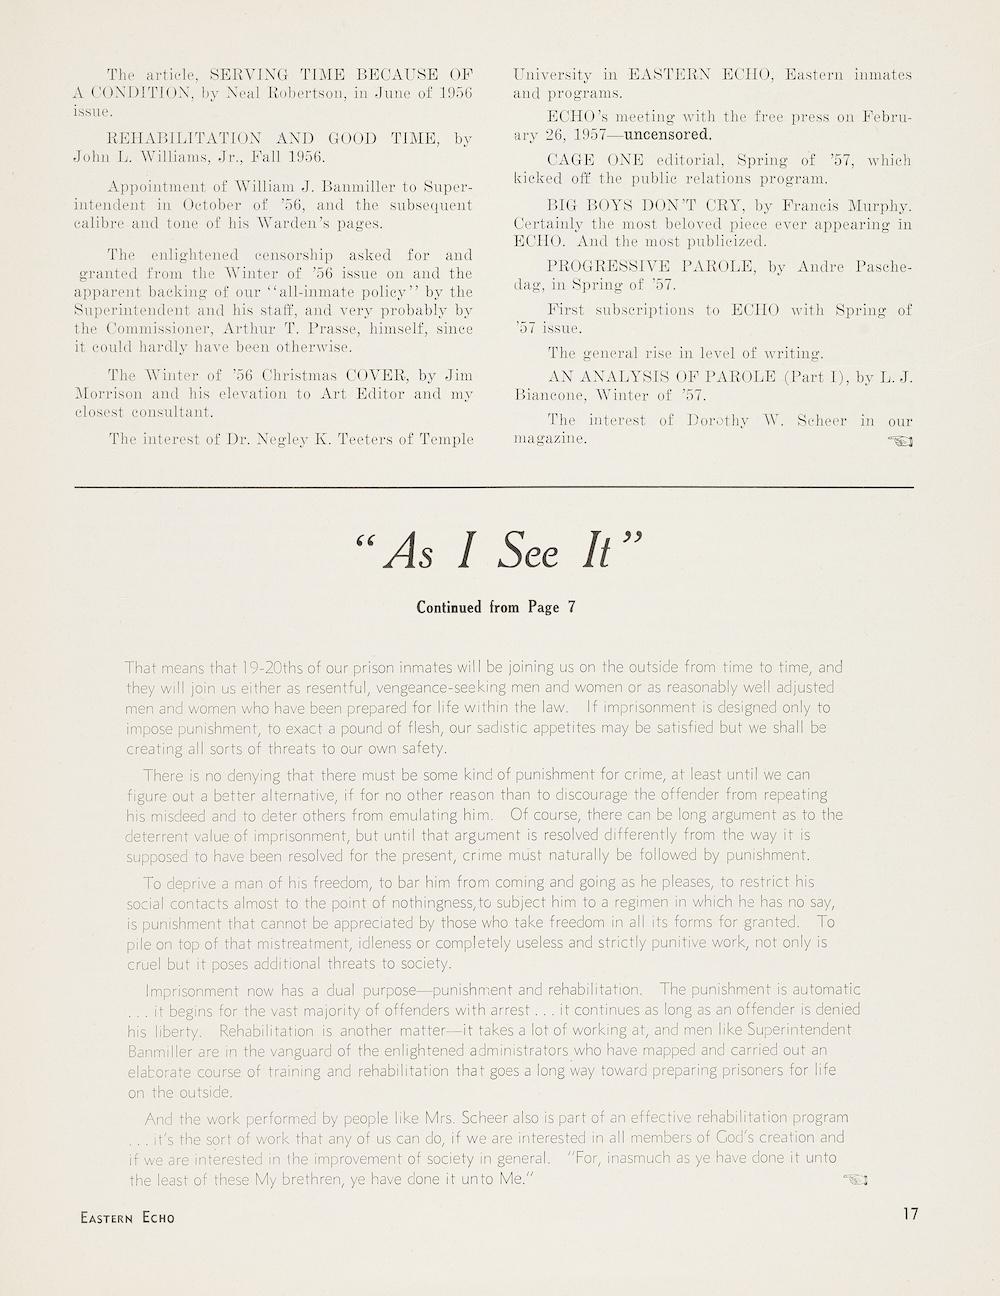 The article, SERVING TIME BECAUSE OF
A CONDITION, by Neal Robertson, in June of 1956
issue.
REHABILITATION AND GOOD TIME, by
John L. Williams, Jr., Fall 1956.
Appointment of William J. Banmiller to Super-
intendent in October of '56, and the subsequent
calibre and tone of his Warden's pages.
The enlightened censorship asked for and
granted from the Winter of '56 issue on and the
apparent backing of our "all-inmate policy" by the
Superintendent and his staff, and very probably by
the Commissioner, Arthur T. Prasse, himself, since
it could hardly have been otherwise.
The Winter of '56 Christmas COVER, by Jim
Morrison and his elevation to Art Editor and my
closest consultant.
The interest of Dr. Negley K. Teeters of Temple
University in EASTERN ECHO, Eastern inmates
and programs.
ECHO's meeting with the free press on Febru-
ary 26, 1957—uncensored.
CAGE ONE editorial, Spring of '57, which
kicked off the public relations program.
BIG BOYS DON'T CRY, by Francis Murphy.
Certainly the most beloved piece ever appearing in
ECHO. And the most publicized.
PROGRESSIVE PAROLE, by Andre Pasche-
dag, in Spring of '57.
First subscriptions to ECHO with Spring of
'57 issue.
The general rise in level of writing.
AN ANALYSIS OF PAROLE (Part I), by L. J.
Biancone, Winter of '57.
The interest of Dorothy W. Scheer in our
magazine.
"As I See It"
Continued from Page 7
That means that 19-20ths of our prison inmates will be joining us on the outside from time to time, and
they will join us either as resentful, vengeance-seeking men and women or as reasonably well adjusted
men and women who have been prepared for life within the law. If imprisonment is designed only to
impose punishment, to exact a pound of flesh, our sadistic appetites may be satisfied but we shall be
creating all sorts of threats to our own safety.
There is no denying that there must be some kind of punishment for crime, at least until we can
figure out a better alternative, if for no other reason than to discourage the offender from repeating
his misdeed and to deter others from emulating him. Of course, there can be long argument as to the
deterrent value of imprisonment, but until that argument is resolved differently from the way it is
supposed to have been resolved for the present, crime must naturally be followed by punishment.
To deprive a man of his freedom, to bar him from coming and going as he pleases, to restrict his
social contacts almost to the point of nothingness,to subject him to a regimen in which he has no say,
is punishment that cannot be appreciated by those who take freedom in all its forms for granted. To
pile on top of that mistreatment, idleness or completely useless and strictly punitive work, not only is
cruel but it poses additional threats to society.
Imprisonment now has a dual purpose—punishment and rehabilitation. The punishment is automatic
. . . it begins for the vast majority of offenders with arrest . . . it continues as long as an offender is denied
his liberty. Rehabilitation is another matter—it takes a lot of working at, and men like Superintendent
Banmiller are in the vanguard of the enlightened administrators who have mapped and carried out an
elaborate course of training and rehabilitation that goes a long way toward preparing prisoners for life
on the outside.
And the work performed by people like Mrs. Scheer also is part of an effective rehabilitation program
. . . it's the sort of work that any of us can do, if we are interested in all members of God's creation and
if we are interested in the improvement of society in general. "For, inasmuch as ye have done it unto
the least of these My brethren, ye have done it unto Me."
EASTERN ECHO
17